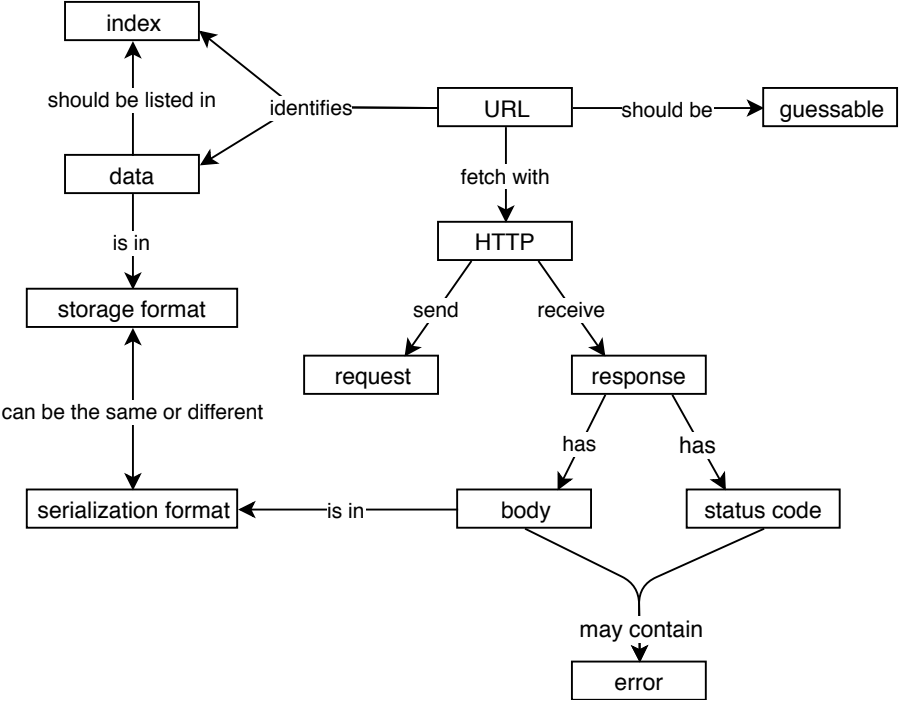 index
should be listed in
identifies
URL
should be
guessable
data
fetch with
is in
HTTP
storage format
send
receive
request
response
can be the same or different
has
has
serialization format
is in
body
status code
may contain
error